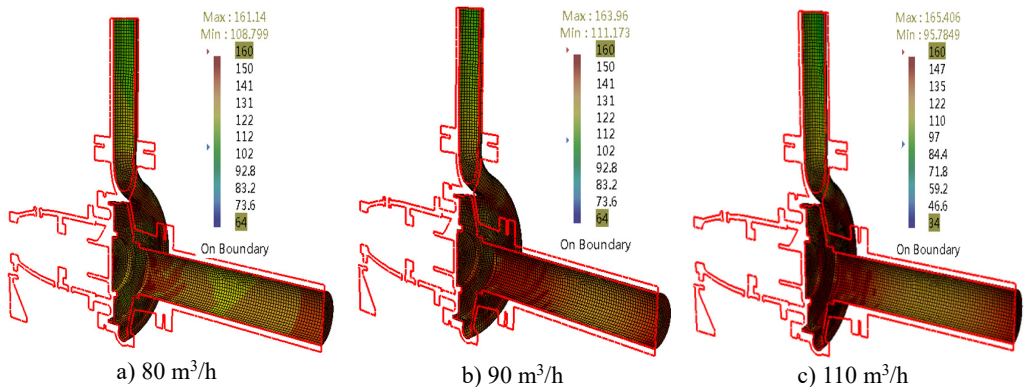 Max : 161.14
Min : 108.799
160
150
141
131
122
112
102
92.8
83.2
73.6
64
On Boundary
a) 80 m³/h
Max : 163.96
Min : 111.173
160
150
141
131
122
112
102
92.8
83.2
73.6
64
On Boundary
b) 90 m³/h
Max : 165.406
Min : 95.7849
160
147
135
122
110
97
84.4
71.8
59.2
46.6
34
On Boundary
c) 110 m³/h